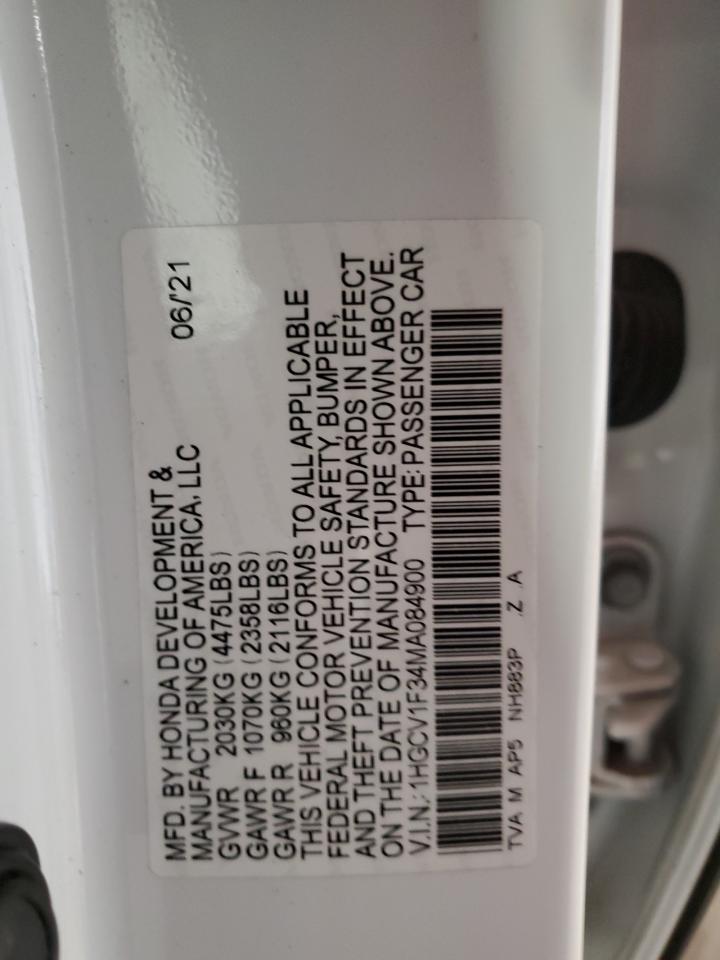 MFD. BY HONDA DEVELOPMENT &
MANUFACTURING OF AMERICA, LLC 06/'21
GVWR 2030KG (4475LBS)
GAWR F 1070KG (2358LBS)
GAWR R 960KG (2116LBS)
THIS VEHICLE CONFORMS TO ALL APPLICABLE
FEDERAL MOTOR VEHICLE SAFETY, BUMPER,
AND THEFT PREVENTION STANDARDS IN EFFECT
ON THE DATE OF MANUFACTURE SHOWN ABOVE.
V.I.N.: 1HGCV1F34MA084900 TYPE: PASSENGER CAR
TVA M AP5 NH883P .Z .A